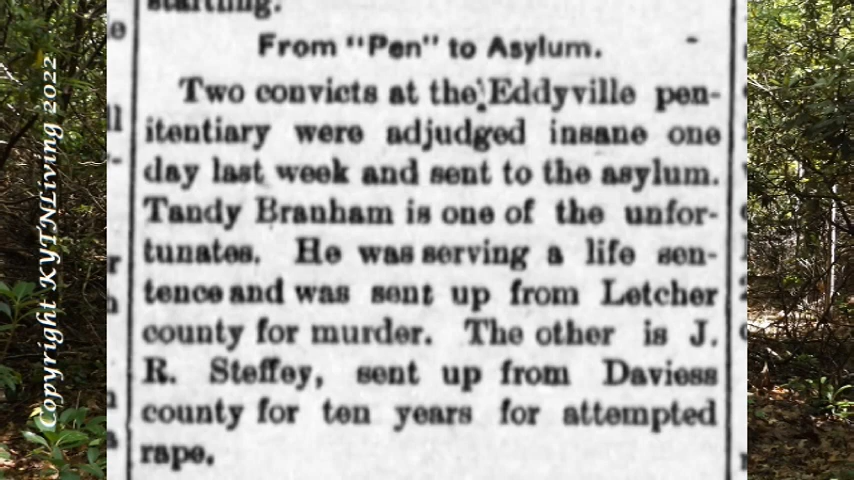 startling.
From "Pen" to Asylum.
Two convicts at the Eddyville pen-
itentiary were adjudged insane one
day last week and sent to the asylum.
Tandy Branham is one of the unfor-
tunates. He was serving a life sen-
tence and was sent up from Letcher
county for murder. The other is J.
R. Steffey, sent up from Daviess
county for ten years for attempted
rape.
Copyright KYTNLiving 2022